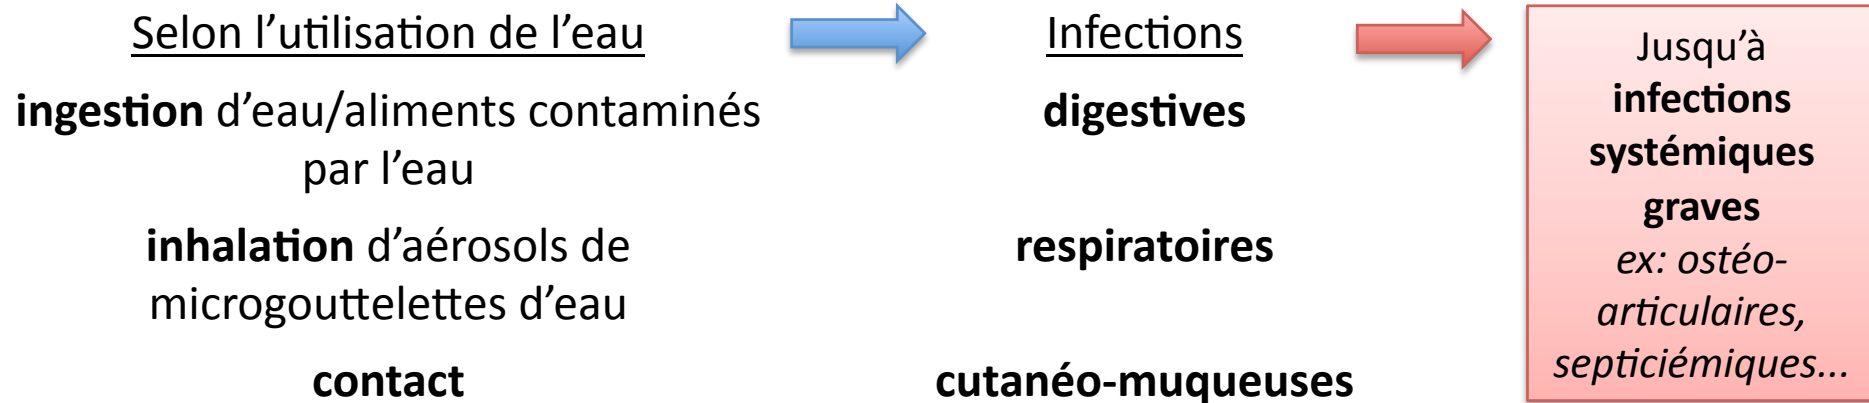 Selon l'utilisation de l'eau
Infections
ingestion d'eau/aliments contaminés
par l'eau
digestives
inhalation d'aérosols de
microgouttelettes d'eau
respiratoires
contact
cutanéo-muqueuses
Jusqu'à
infections
systémiques
graves
ex: ostéo-
articulaires,
septiciémiques...